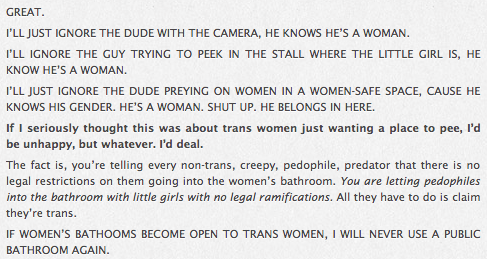 GREAT.
I'LL JUST IGNORE THE DUDE WITH THE CAMERA, HE KNOWS HE'S A WOMAN.
I'LL IGNORE THE GUY TRYING TO PEEK IN THE STALL WHERE THE LITTLE GIRL IS, HE
KNOW HE'S A WOMAN.
I'LL JUST IGNORE THE DUDE PREYING ON WOMEN IN A WOMEN-SAFE SPACE, CAUSE HE
KNOWS HIS GENDER. HE'S A WOMAN. SHUT UP. HE BELONGS IN HERE.
If I seriously thought this was about trans women just wanting a place to pee, I'd
be unhappy, but whatever. I'd deal.
The fact is, you're telling every non-trans, creepy, pedophile, predator that there is no
legal restrictions on them going into the women's bathroom. You are letting pedophiles
into the bathroom with little girls with no legal ramifications. All they have to do is claim
they're trans.
IF WOMEN'S BATHOOMS BECOME OPEN TO TRANS WOMEN, I WILL NEVER USE A PUBLIC
BATHROOM AGAIN.